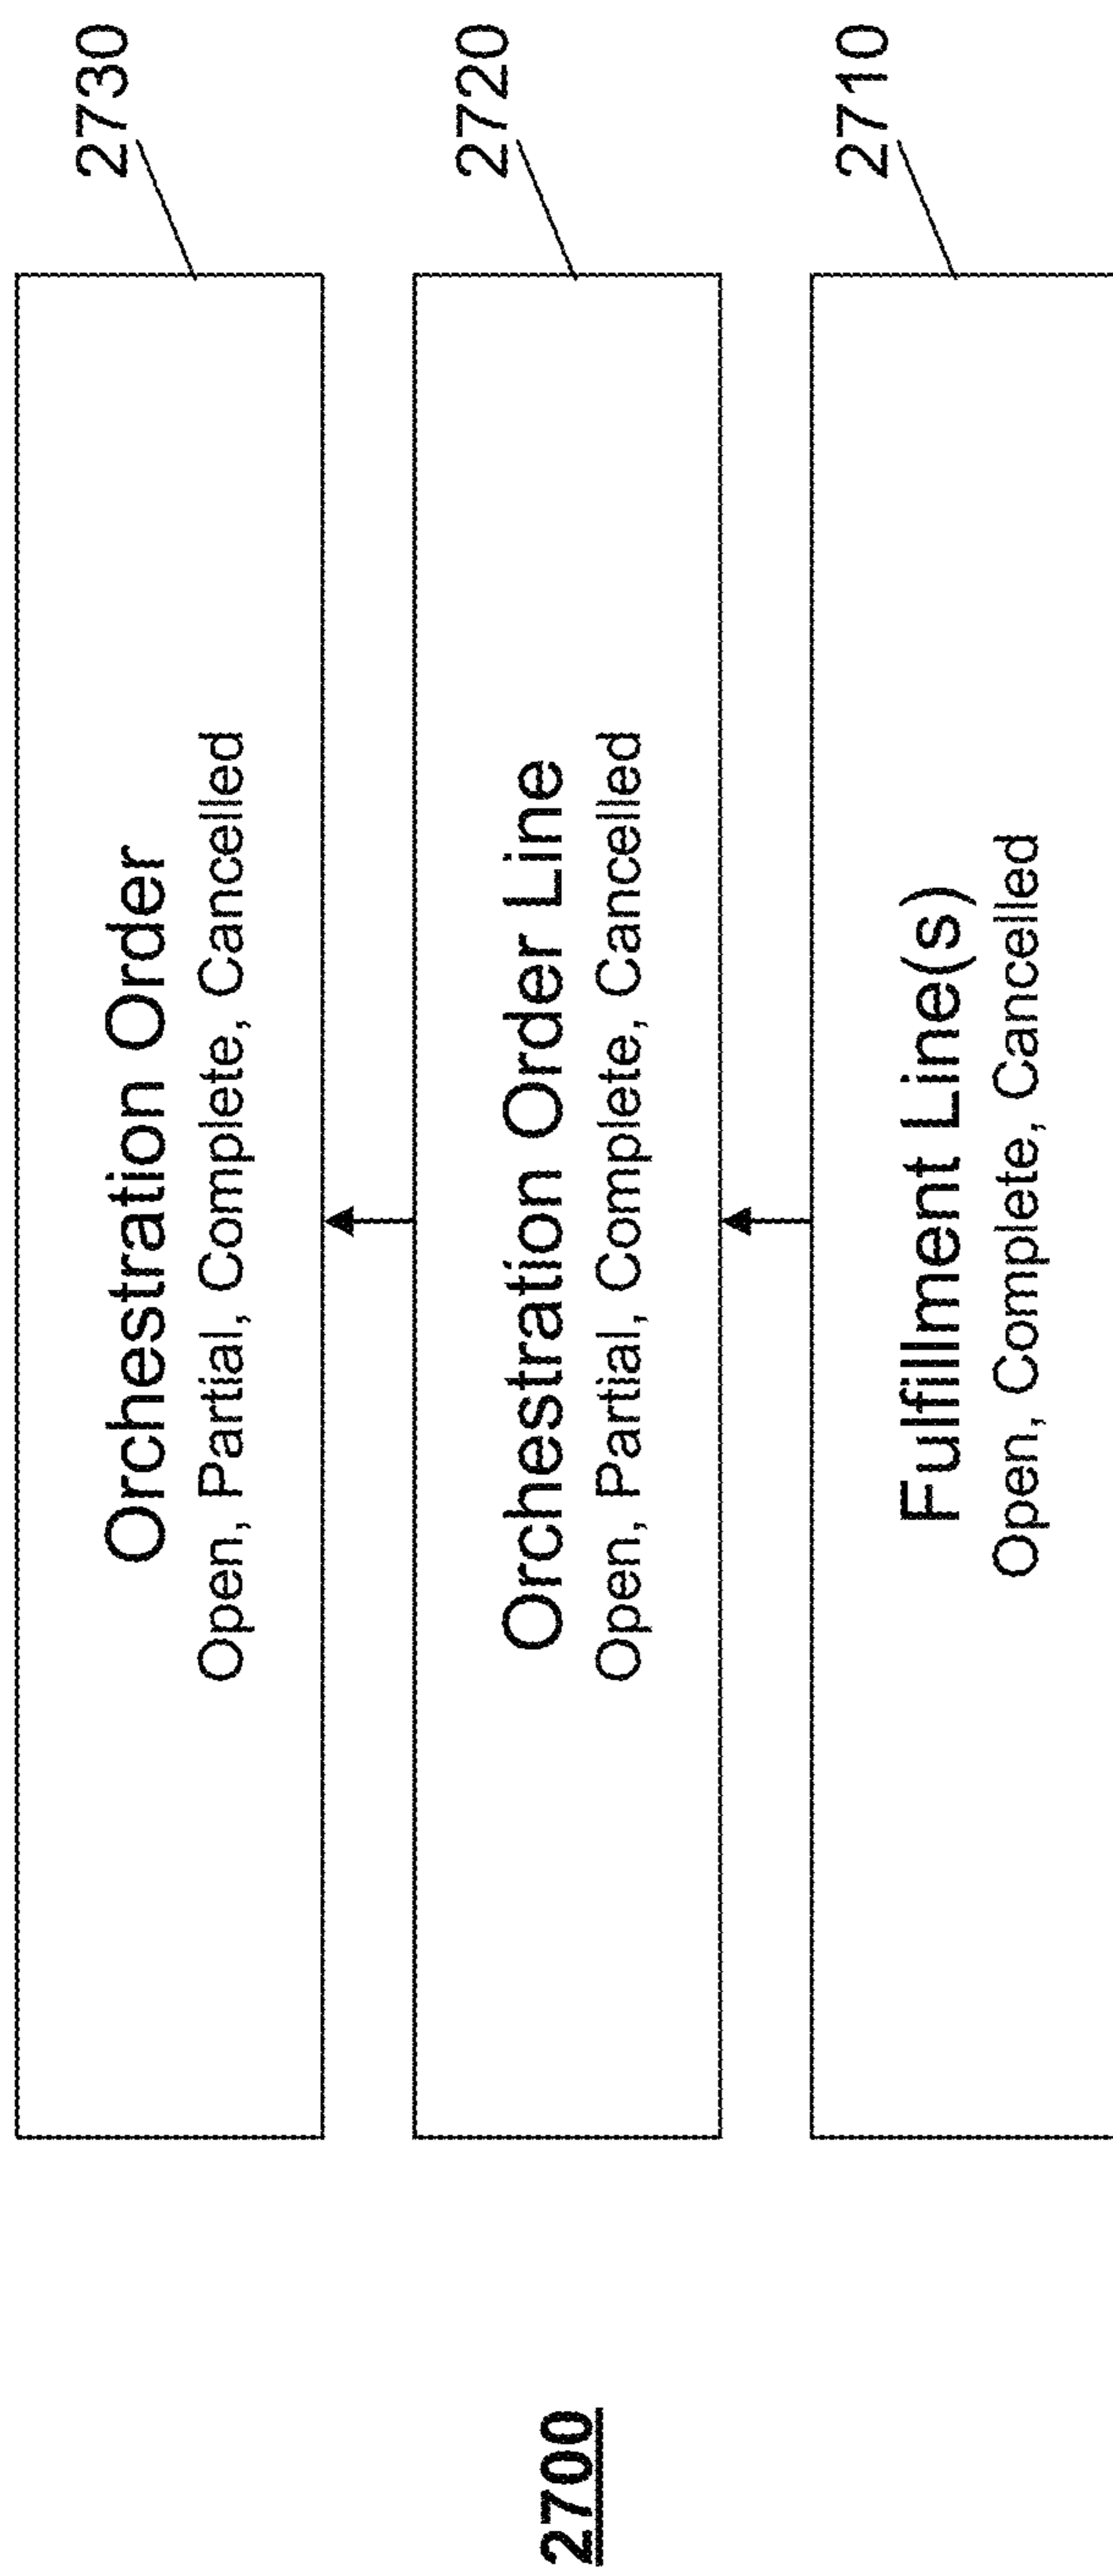 2700
Orchestration Order
Open, Partial, Complete, Cancelled
2730
Orchestration Order Line
Open, Partial, Complete, Cancelled
2720
Fulfillment Line(s)
Open, Complete, Cancelled
2710